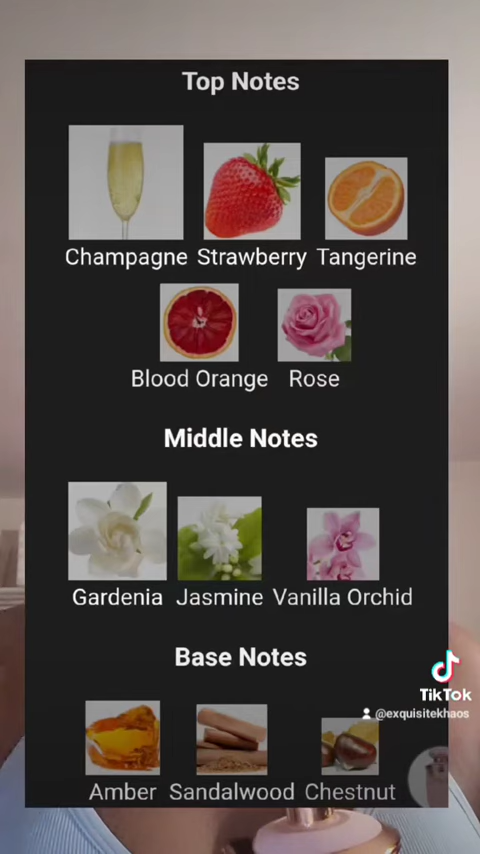 Top Notes
Champagne Strawberry Tangerine
Blood Orange Rose
Middle Notes
Gardenia Jasmine Vanilla Orchid
Base Notes
TikTok
@exquisitekhaos
Amber Sandalwood Chestnut